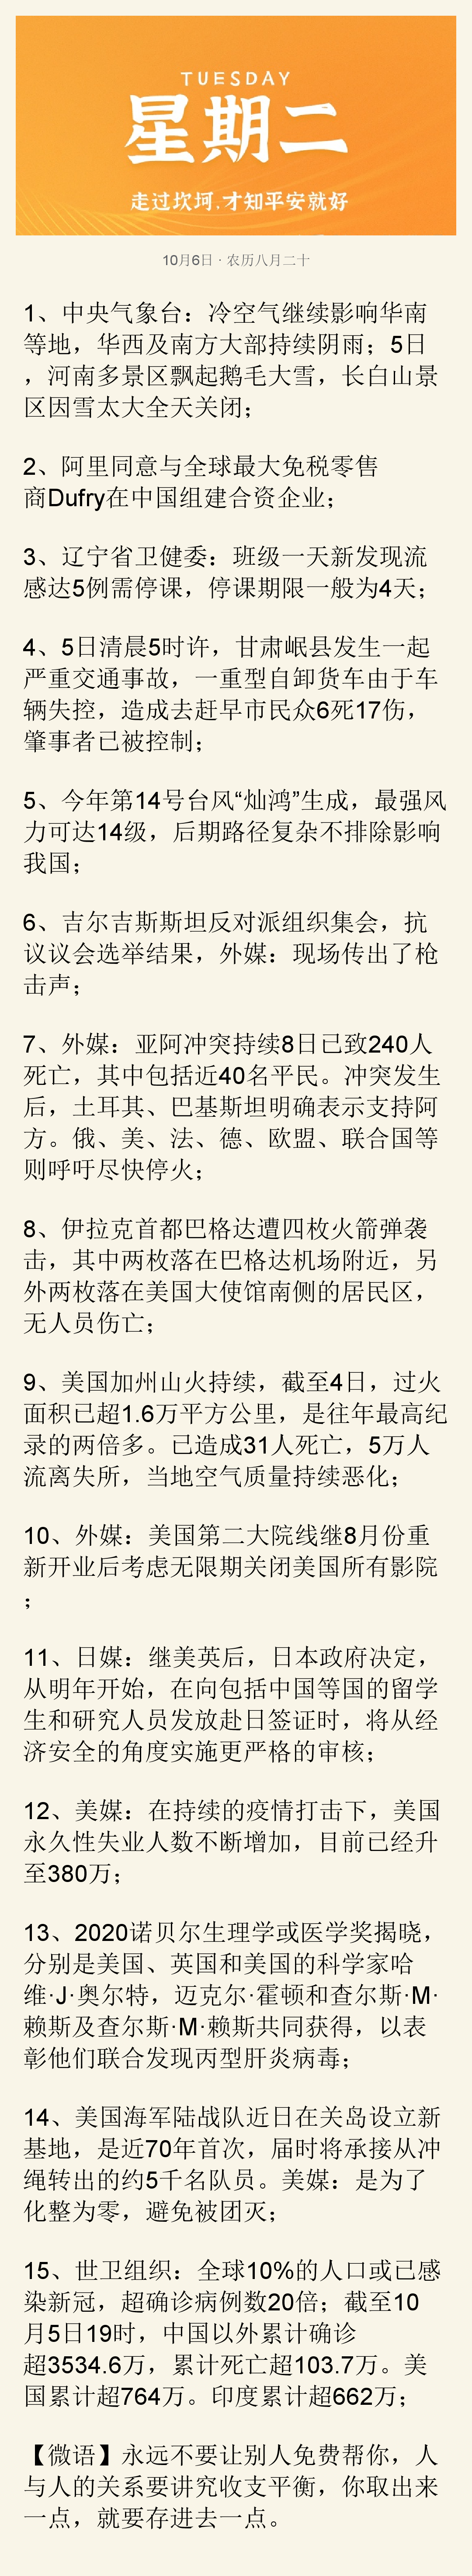 TUESDAY
星期二
走过坎坷,才知平安就好
10月6日 · 农历八月二十
1、中央气象台：冷空气继续影响华南
等地，华西及南方大部持续阴雨；5日
，河南多景区飘起鹅毛大雪，长白山景
区因雪太大全天关闭；
2、阿里同意与全球最大免税零售
商Dufry在中国组建合资企业；
3、辽宁省卫健委：班级一天新发现流
感达5例需停课，停课期限一般为4天；
4、5日清晨5时许，甘肃岷县发生一起
严重交通事故，一重型自卸货车由于车
辆失控，造成去赶早市民众6死17伤，
肇事者已被控制；
5、今年第14号台风“灿鸿”生成，最强风
力可达14级，后期路径复杂不排除影响
我国；
6、吉尔吉斯斯坦反对派组织集会，抗
议议会选举结果，外媒：现场传出了枪
击声；
7、外媒：亚阿冲突持续8日已致240人
死亡，其中包括近40名平民。冲突发生
后，土耳其、巴基斯坦明确表示支持阿
方。俄、美、法、德、欧盟、联合国等
则呼吁尽快停火；
8、伊拉克首都巴格达遭四枚火箭弹袭
击，其中两枚落在巴格达机场附近，另
外两枚落在美国大使馆南侧的居民区，
无人员伤亡；
9、美国加州山火持续，截至4日，过火
面积已超1.6万平方公里，是往年最高纪
录的两倍多。已造成31人死亡，5万人
流离失所，当地空气质量持续恶化；
10、外媒：美国第二大院线继8月份重
新开业后考虑无限期关闭美国所有影院
；
11、日媒：继美英后，日本政府决定，
从明年开始，在向包括中国等国的留学
生和研究人员发放赴日签证时，将从经
济安全的角度实施更严格的审核；
12、美媒：在持续的疫情打击下，美国
永久性失业人数不断增加，目前已经升
至380万；
13、2020诺贝尔生理学或医学奖揭晓，
分别是美国、英国和美国的科学家哈
维·J·奥尔特，迈克尔·霍顿和查尔斯·M·
赖斯及查尔斯·M·赖斯共同获得，以表
彰他们联合发现丙型肝炎病毒；
14、美国海军陆战队近日在关岛设立新
基地，是近70年首次，届时将承接从冲
绳转出的约5千名队员。美媒：是为了
化整为零，避免被团灭；
15、世卫组织：全球10%的人口或已感
染新冠，超确诊病例数20倍；截至10
月5日19时，中国以外累计确诊
超3534.6万，累计死亡超103.7万。美
国累计超764万。印度累计超662万；
【微语】永远不要让别人免费帮你，人
与人的关系要讲究收支平衡，你取出来
一点，就要存进去一点。